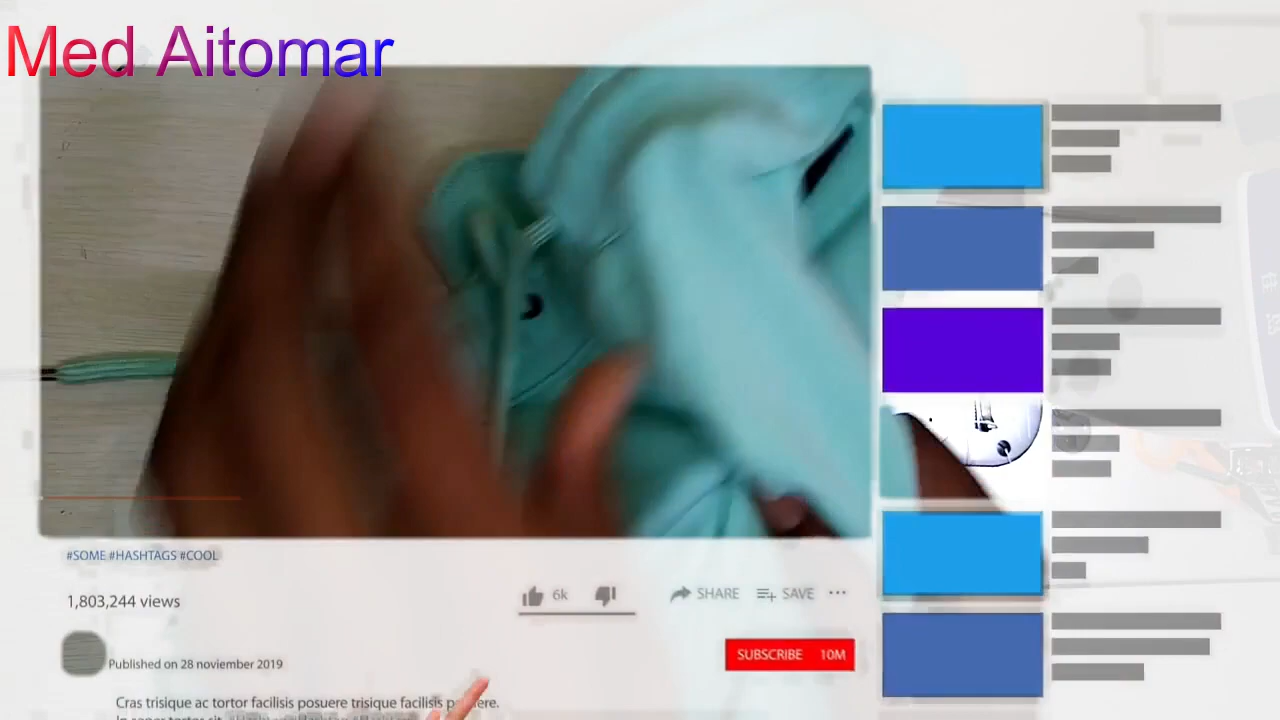 Med Aitomar
#SOME #HASHTAGS #COOL
1,803,244 views
6k
SHARE
SAVE
Published on 28 noviember 2019
SUBSCRIBE 10M
Cras trisique ac tortor facilisis posuere trisique facilisis